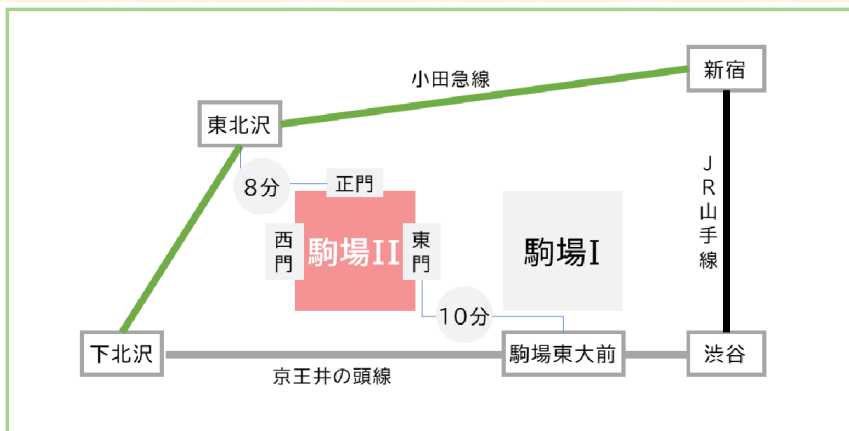 新宿
小田急線
東北沢
8分
正門
JR山手線
西門
駒場II
東門
駒場I
10分
下北沢
駒場東大前
渋谷
京王井の頭線